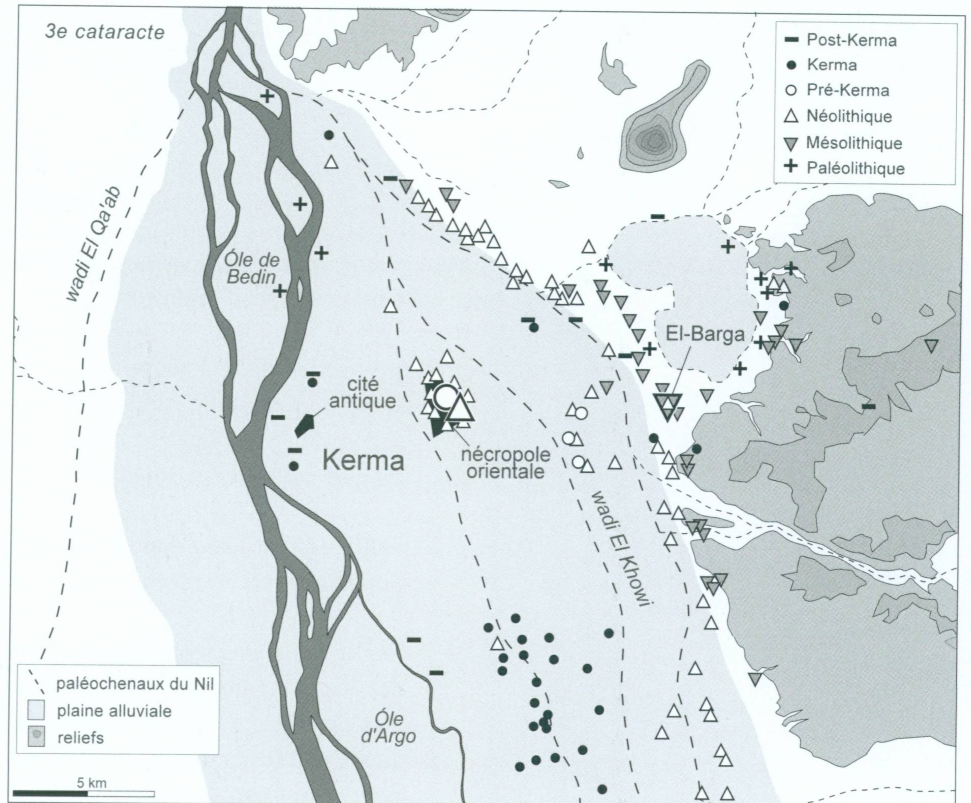 3e cataracte
Post-Kerma
Kerma
Pré-Kerma
Néolithique
Mésolithique
Paléolithique
wadi El Qa'ab
Óle de
Bedin
El-Barga
cité
antique
Kerma
nécropole
orientale
wadi El Khowi
paléochenaux du Nil
plaine alluviale
reliefs
Óle
d'Argo
5 km